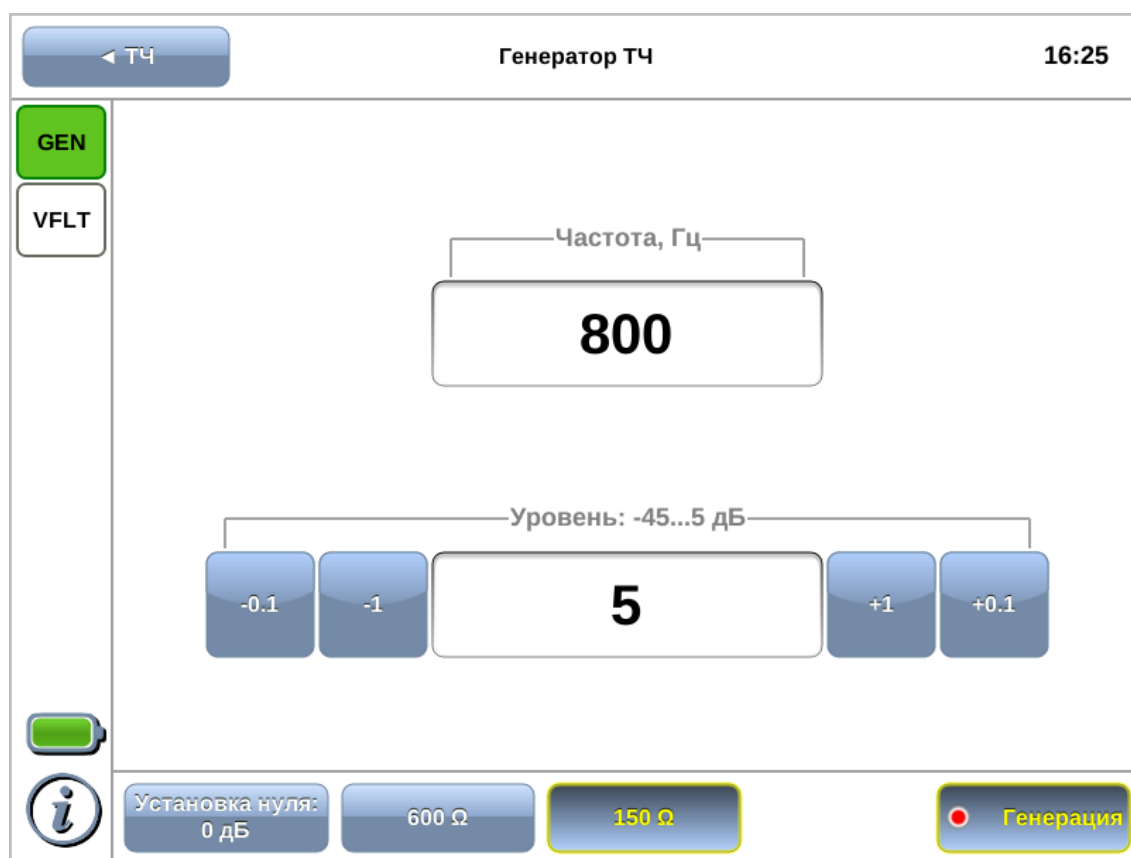 ◄ ТЧ
Генератор ТЧ
16:25
GEN
VFLT
Частота, Гц
800
Уровень: -45...5 дБ
-0.1
-1
5
+1
+0.1
i
Установка нуля:
0 дБ
600 Ω
150 Ω
Генерация